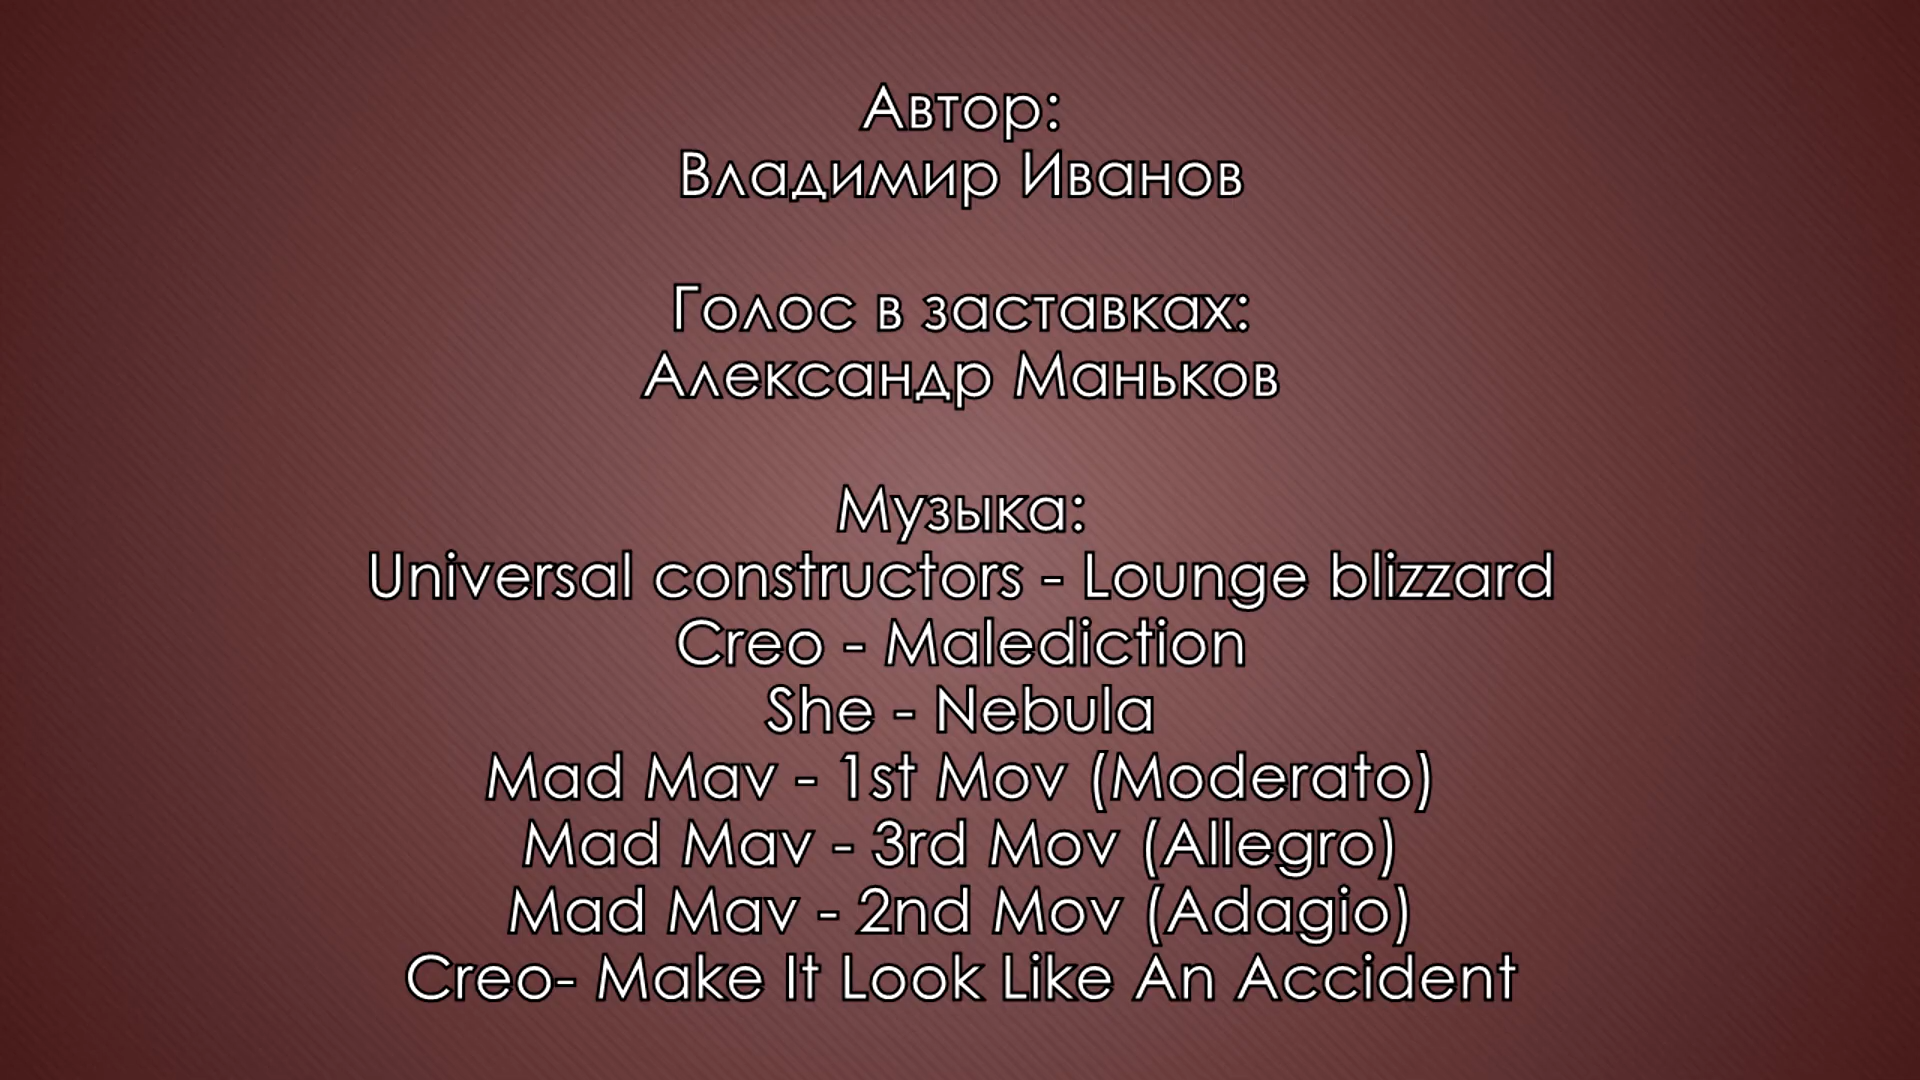 Автор:
Владимир Иванов
Голос в заставках:
Александр Маньков
Музыка:
Universal constructors - Lounge blizzard
Creo - Malediction
She - Nebula
Mad Mav - 1st Mov (Moderato)
Mad Mav - 3rd Mov (Allegro)
Mad Mav - 2nd Mov (Adagio)
Creo- Make It Look Like An Accident